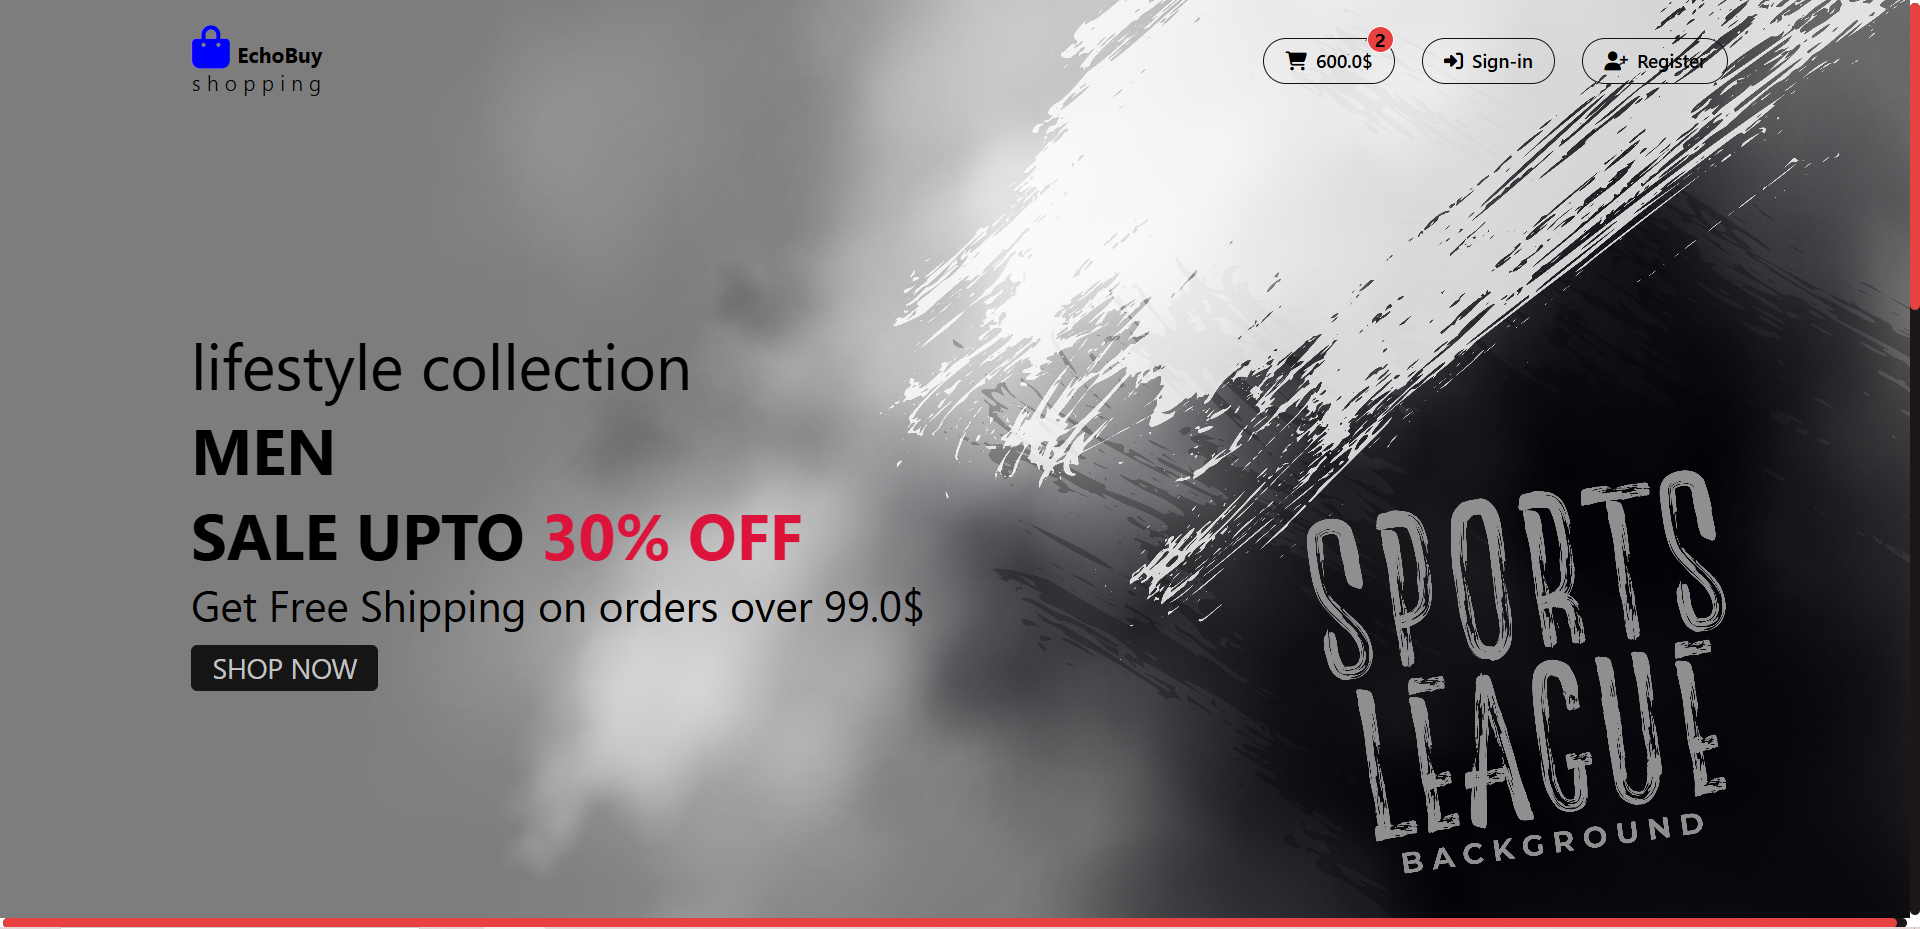 EchoBuy
shopping
2
600.0$
Sign-in
Register
lifestyle collection
MEN
SALE UPTO 30% OFF
Get Free Shipping on orders over 99.0$
SHOP NOW
SPORTS
LEAGUE
BACKGROUND